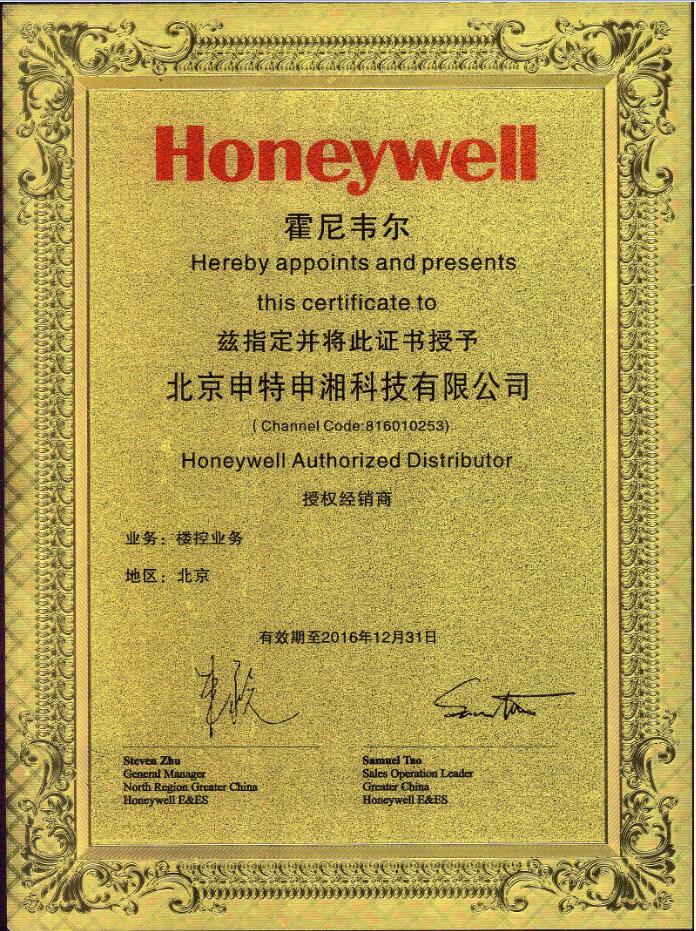 Honeywell
霍尼韦尔
Hereby appoints and presents
this certificate to
兹指定并将此证书授予
北京申特申湘科技有限公司
(Channel Code:816010253)
Honeywell Authorized Distributor
授权经销商
业务：楼控业务
地区：北京
有效期至2016年12月31日
Steven Zhu
General Manager
North Region Greater China
Honeywell E&ES
Samuel Tao
Sales Operation Leader
Greater China
Honeywell E&ES